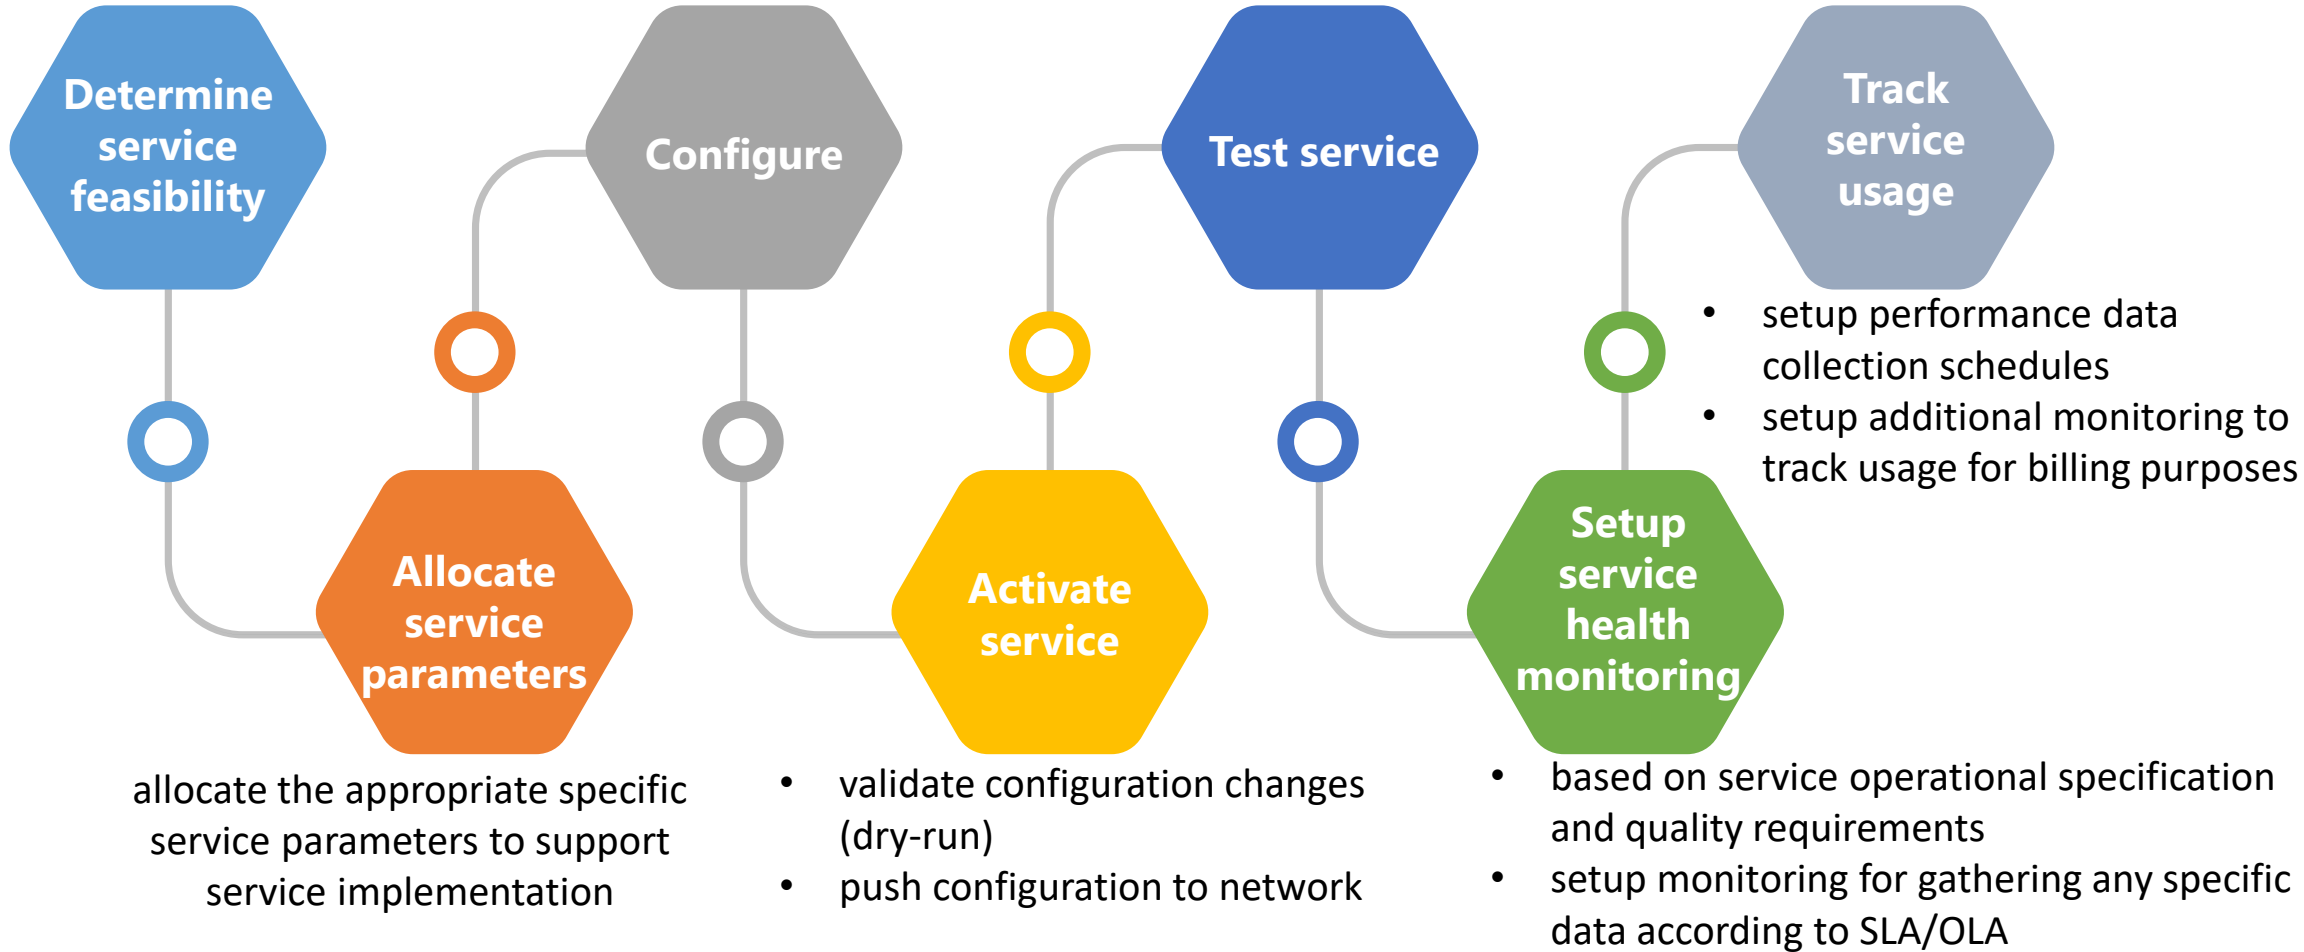 Determine
service
feasibility
Allocate
service
parameters
allocate the appropriate specific
service parameters to support
service implementation
Configure
Activate
service
• validate configuration changes
(dry-run)
• push configuration to network
Test service
Setup
service
health
monitoring
• based on service operational specification
and quality requirements
• setup monitoring for gathering any specific
data according to SLA/OLA
Track
service
usage
• setup performance data
collection schedules
• setup additional monitoring to
track usage for billing purposes